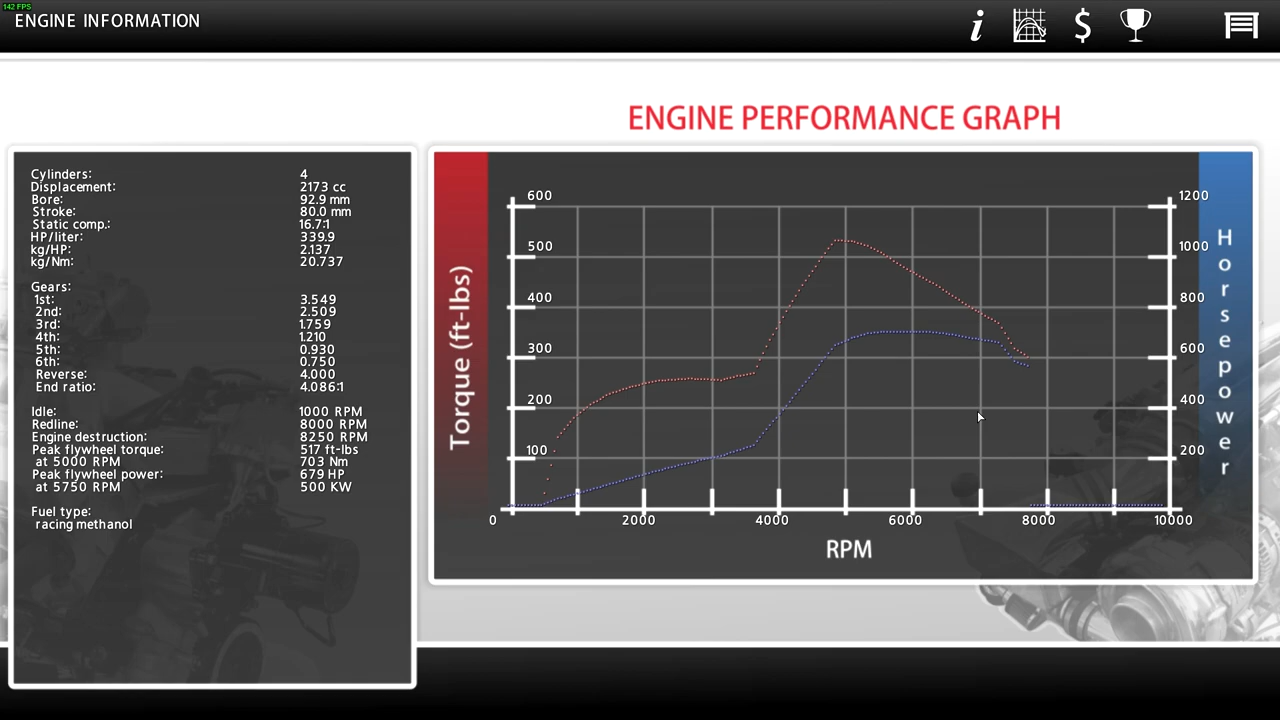 142 FPS
ENGINE INFORMATION
i
$
ENGINE PERFORMANCE GRAPH
Cylinders: 4
Displacement: 2173 cc
Bore: 92.9 mm
Stroke: 80.0 mm
Static comp.: 16.7:1
HP/liter: 339.9
kg/HP: 2.137
kg/Nm: 20.737
Gears:
1st: 3.549
2nd: 2.509
3rd: 1.759
4th: 1.210
5th: 0.930
6th: 0.750
Reverse: 4.000
End ratio: 4.086:1
Idle: 1000 RPM
Redline: 8000 RPM
Engine destruction: 8250 RPM
Peak flywheel torque: 517 ft-lbs
at 5000 RPM 703 Nm
Peak flywheel power: 679 HP
at 5750 RPM 500 KW
Fuel type:
racing methanol
Torque (ft-lbs)
600
500
400
300
200
100
0 2000 4000 6000 8000 10000
RPM
1200
1000
800
600
400
200
Horsepower